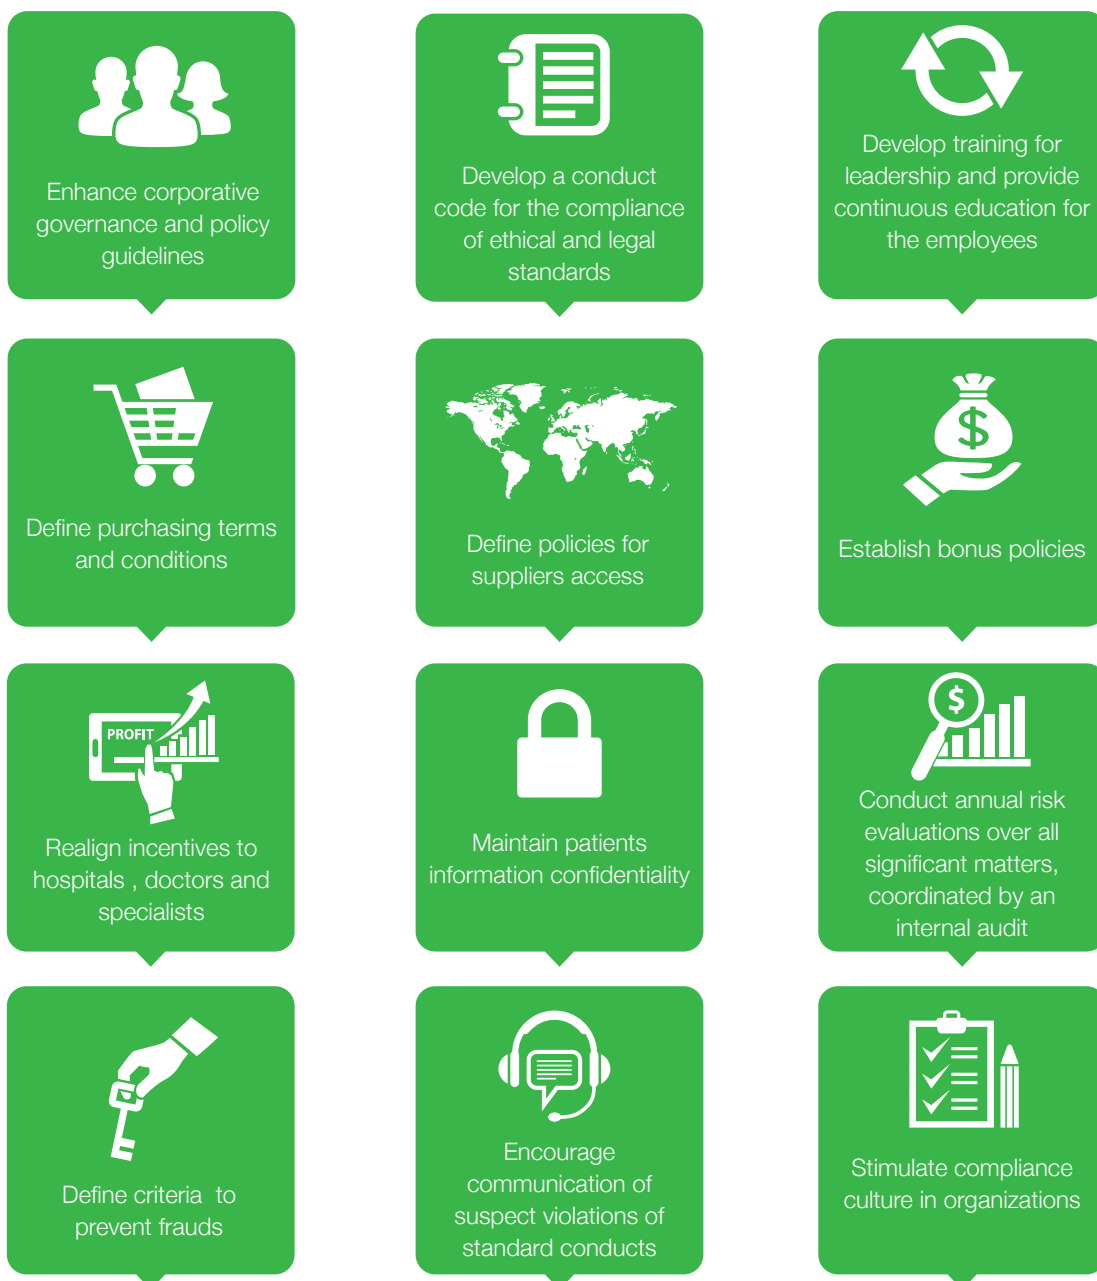 Enhance corporative
governance and policy
guidelines
Develop a conduct
code for the compliance
of ethical and legal
standards
Develop training for
leadership and provide
continuous education for
the employees
Define purchasing terms
and conditions
Define policies for
suppliers access
$
Establish bonus policies
PROFIT
Realign incentives to
hospitals , doctors and
specialists
Maintain patients
information confidentiality
$
Conduct annual risk
evaluations over all
significant matters,
coordinated by an
internal audit
Define criteria  to
prevent frauds
Encourage
communication of
suspect violations of
standard conducts
Stimulate compliance
culture in organizations